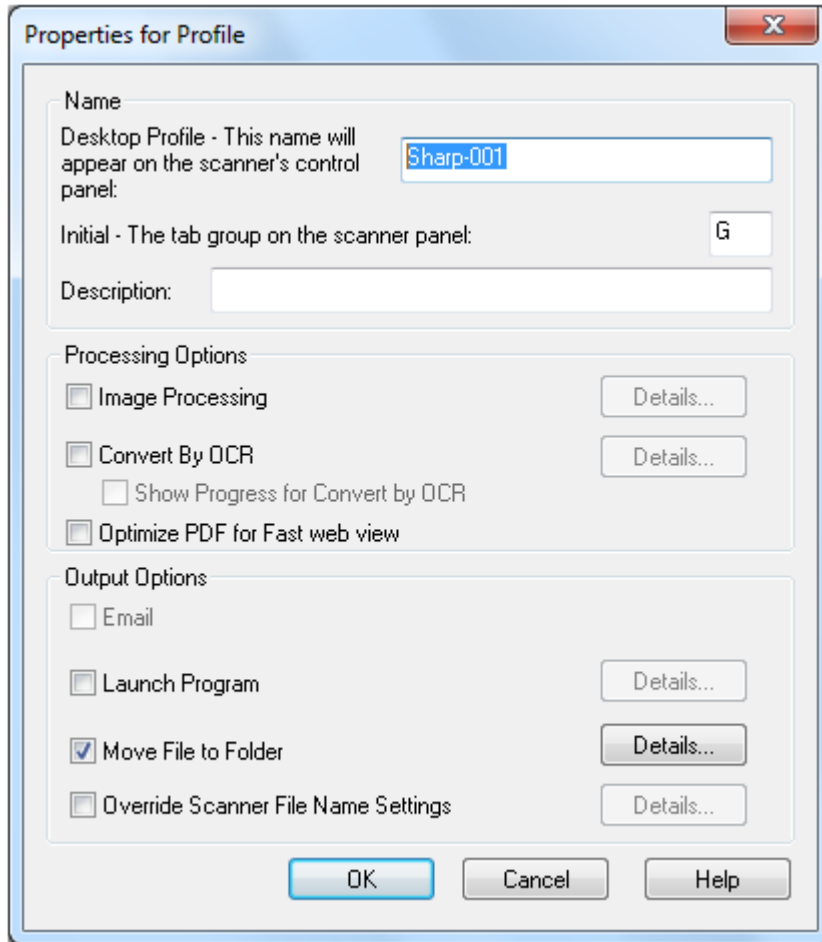 Properties for Profile
Name
Desktop Profile - This name will
appear on the scanner's control
panel:
Sharp-001
Initial - The tab group on the scanner panel:
G
Description:
Processing Options
Image Processing
Details...
Convert By OCR
Details...
Show Progress for Convert by OCR
Optimize PDF for Fast web view
Output Options
Email
Launch Program
Details...
Move File to Folder
Details...
Override Scanner File Name Settings
Details...
OK
Cancel
Help